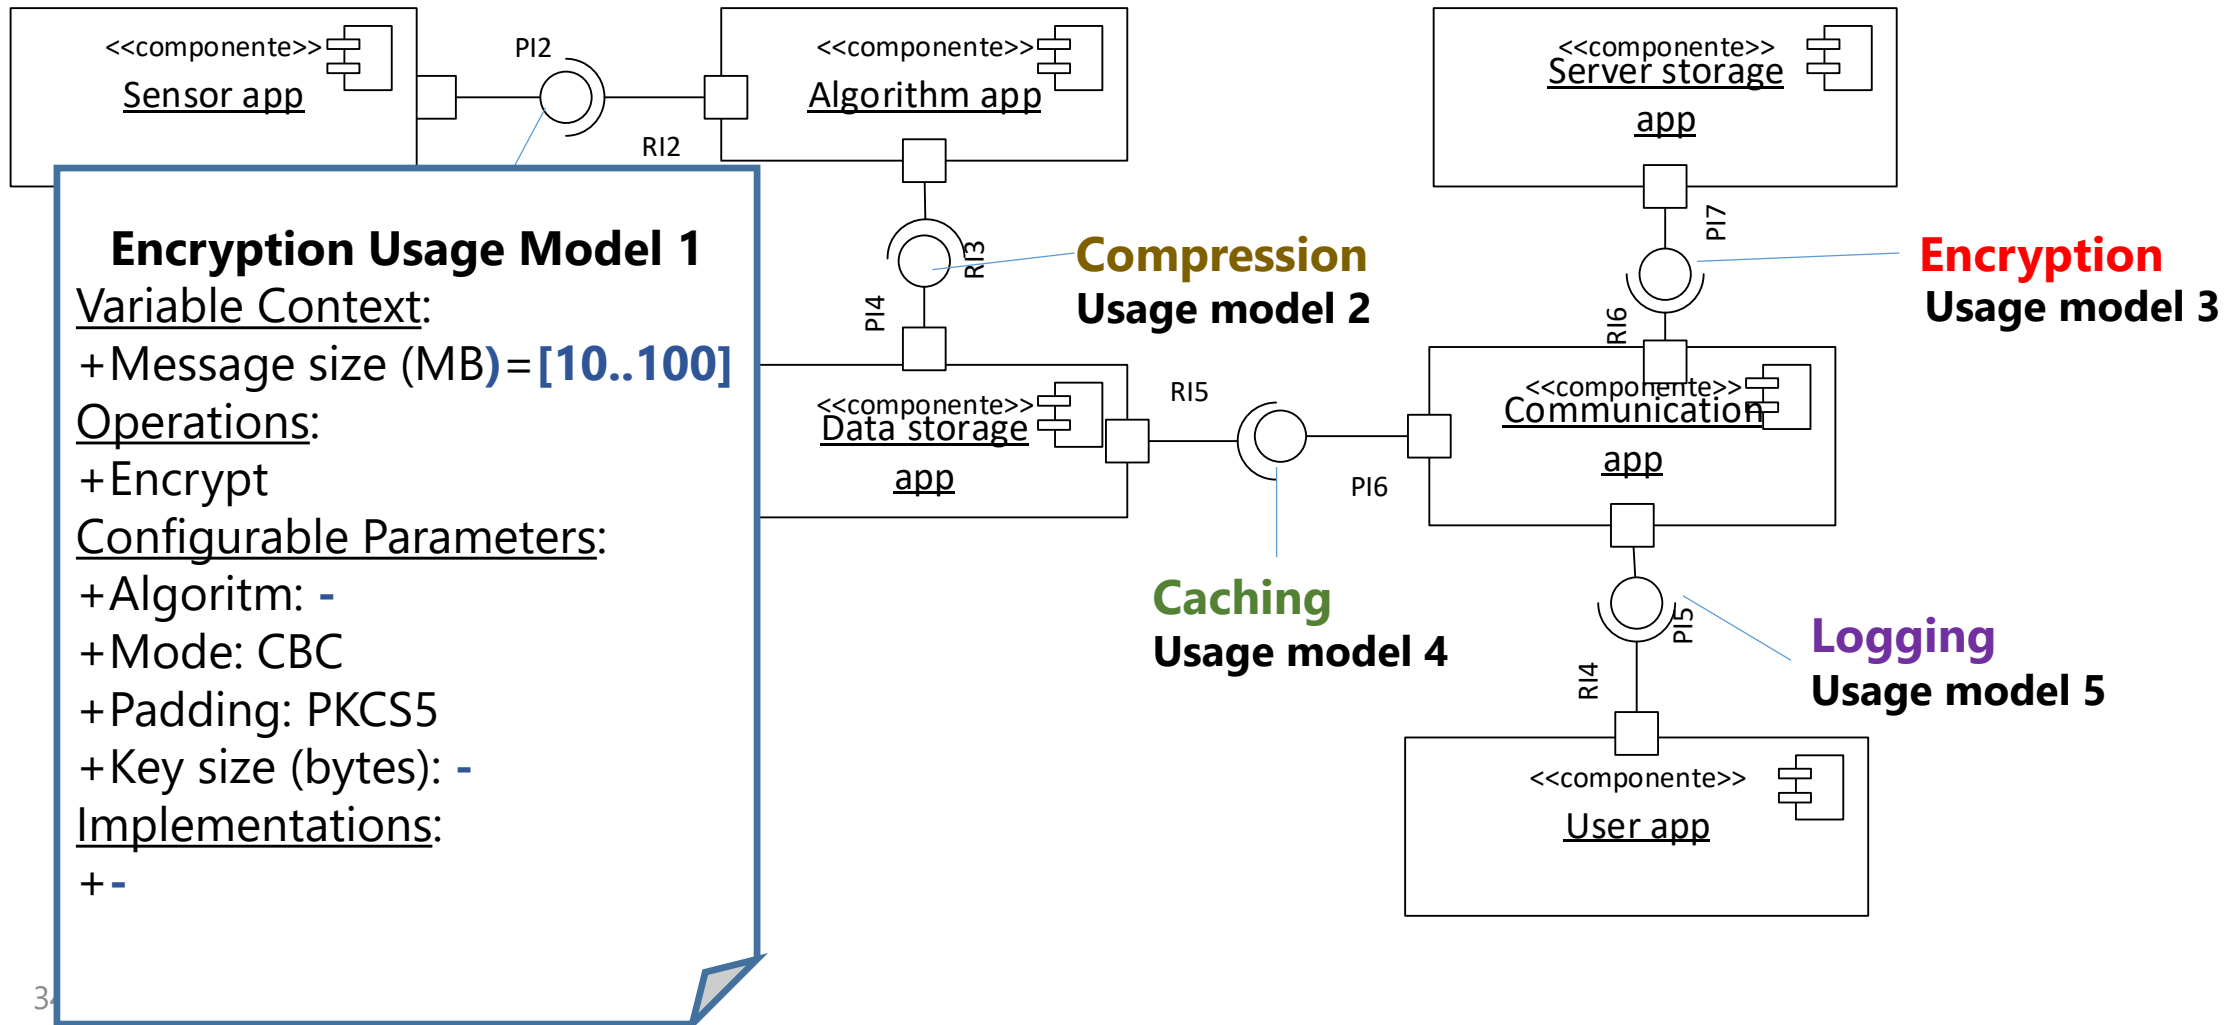 <<componente>>
Sensor app
PI2
RI2
<<componente>>
Algorithm app
<<componente>>
Server storage
app
Encryption Usage Model 1
Variable Context:
+Message size (MB)=[10..100]
Operations:
+Encrypt
Configurable Parameters:
+Algoritm: -
+Mode: CBC
+Padding: PKCS5
+Key size (bytes): -
Implementations:
+-
RI3
PI4
Compression
Usage model 2
PI7
RI6
Encryption
Usage model 3
<<componente>>
Data storage
app
RI5
PI6
<<componente>>
Communication
app
Caching
Usage model 4
PI5
RI4
Logging
Usage model 5
<<componente>>
User app